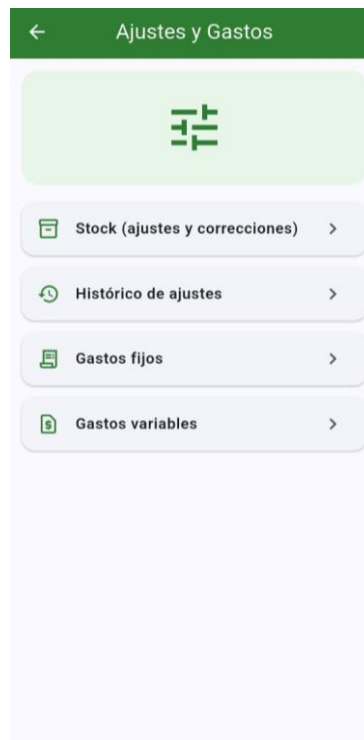 Ajustes y Gastos
Stock (ajustes y correcciones)
Histórico de ajustes
Gastos fijos
Gastos variables